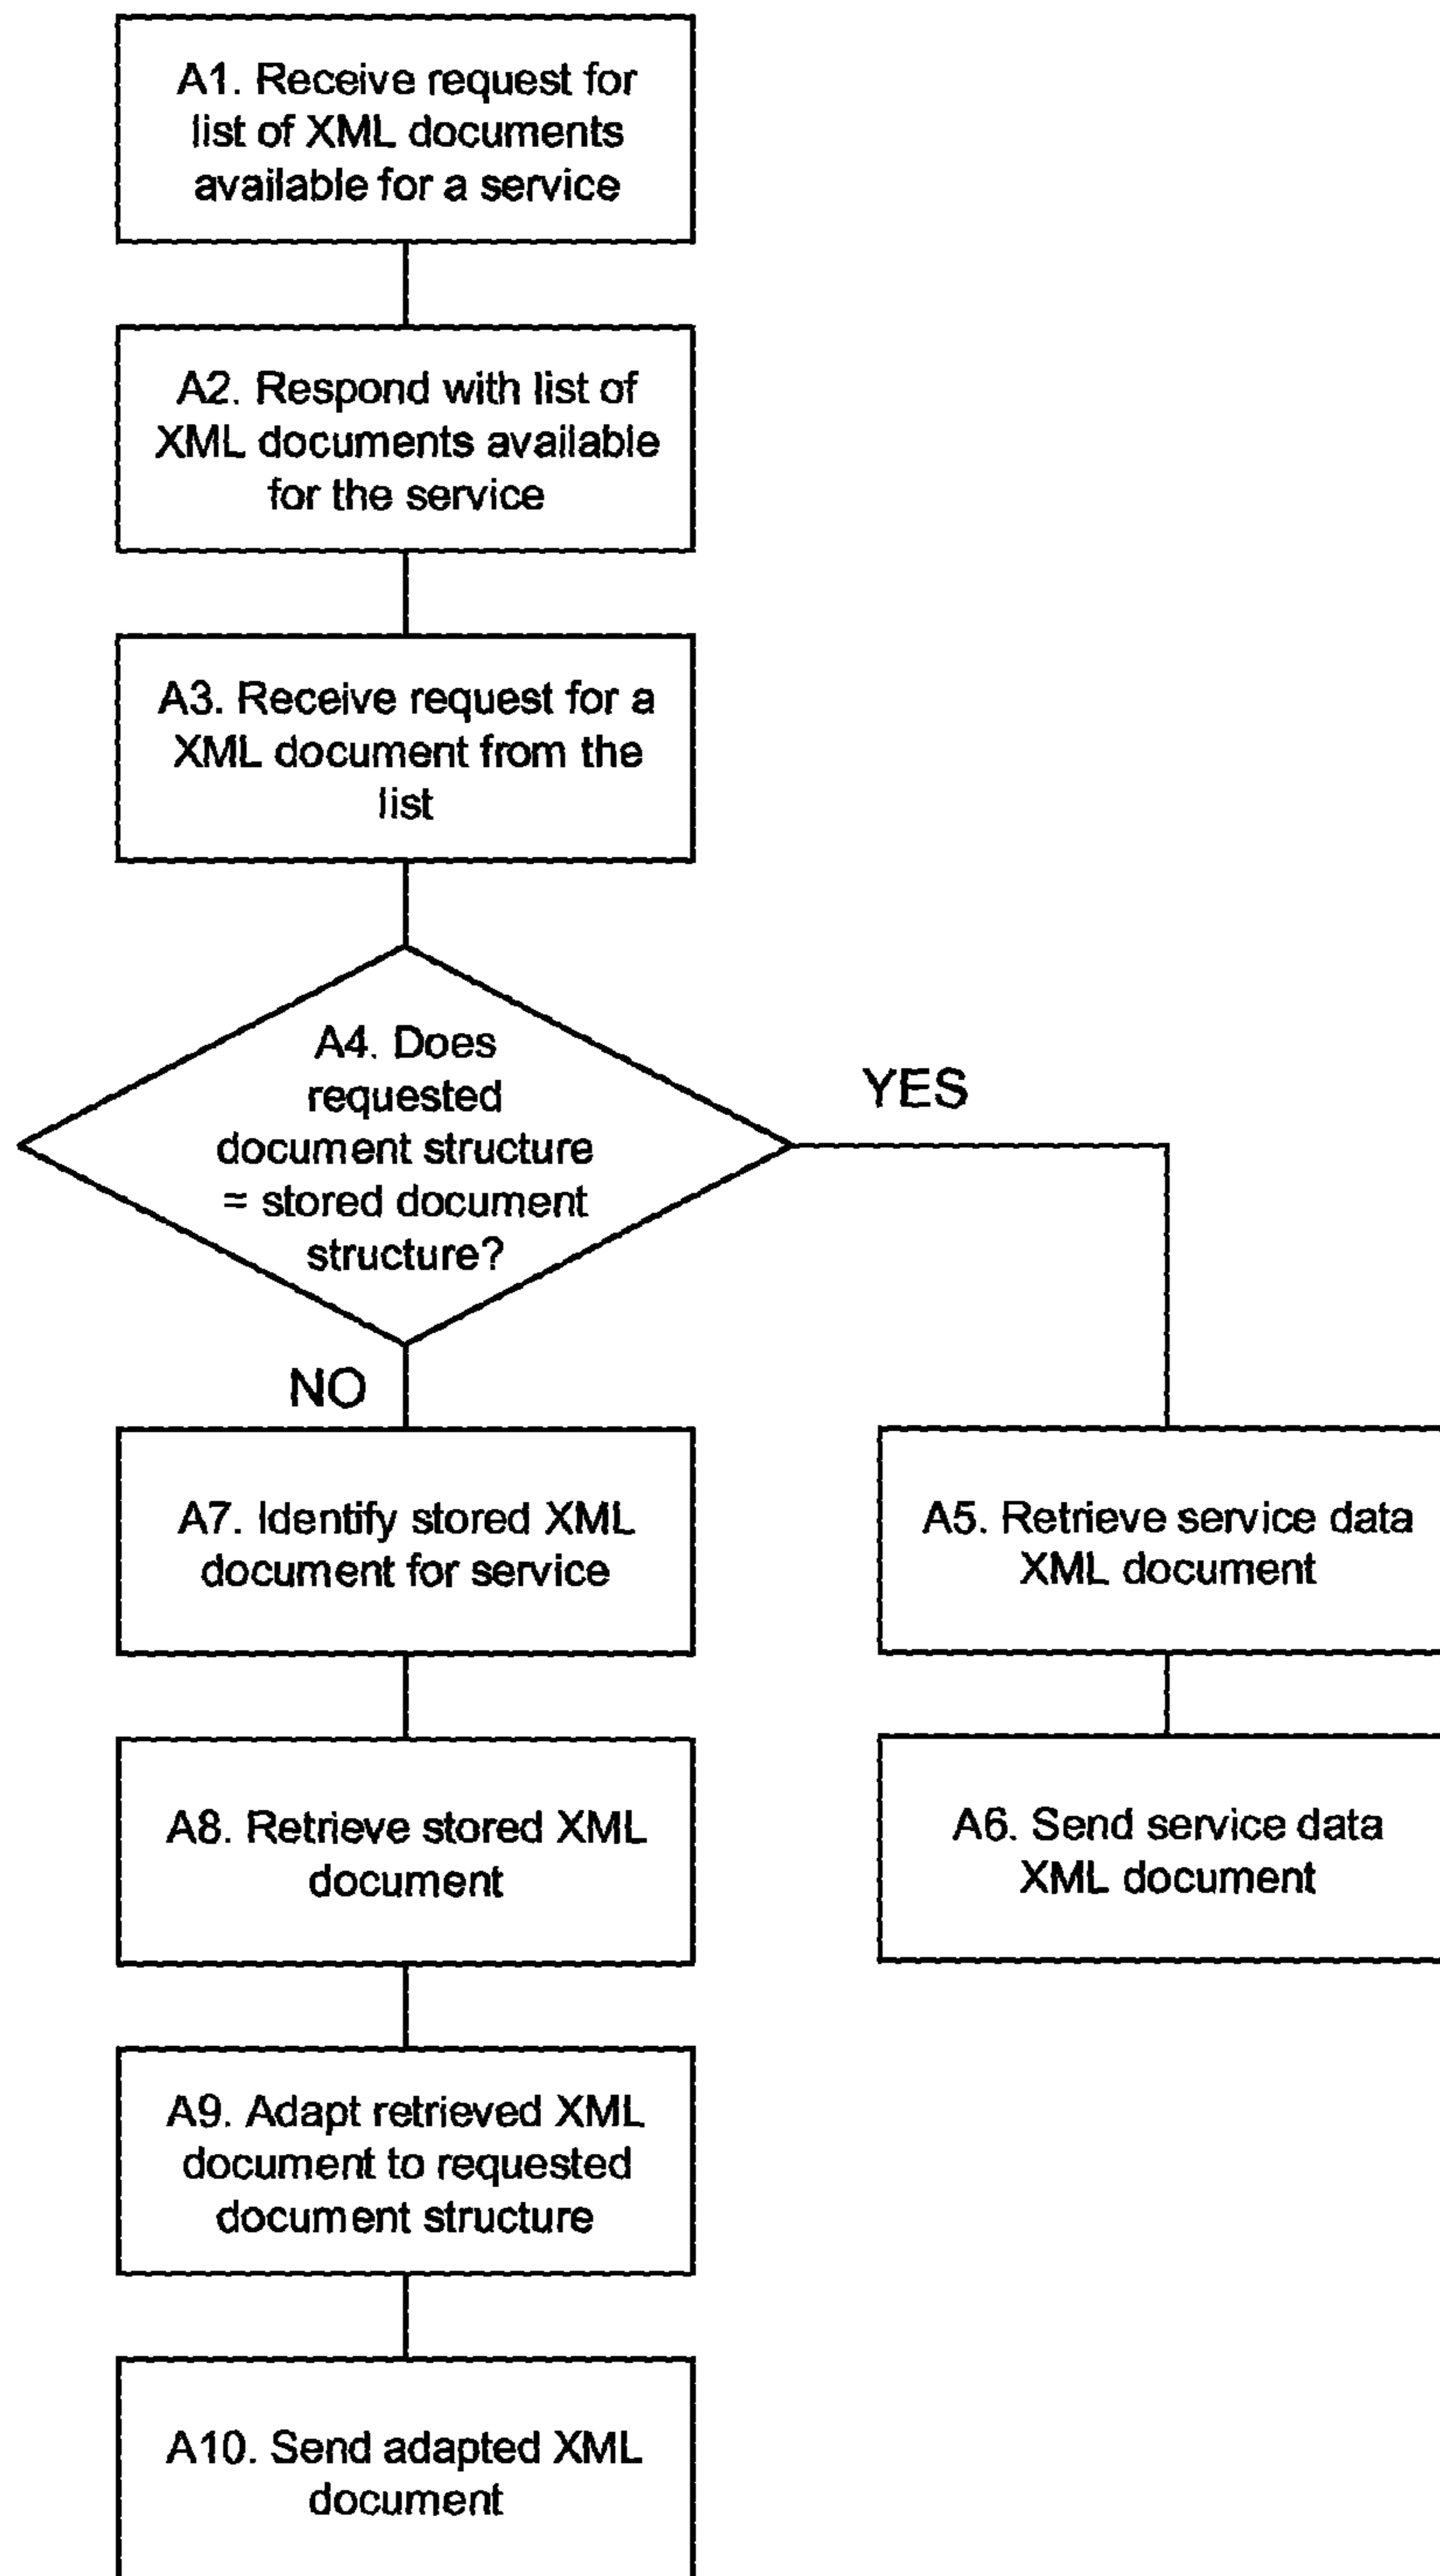 A1. Receive request for
list of XML documents
available for a service
A2. Respond with list of
XML documents available
for the service
A3. Receive request for a
XML document from the
list
A4. Does
requested
document structure
= stored document
structure?
YES
NO
A7. Identify stored XML
document for service
A5. Retrieve service data
XML document
A8. Retrieve stored XML
document
A6. Send service data
XML document
A9. Adapt retrieved XML
document to requested
document structure
A10. Send adapted XML
document